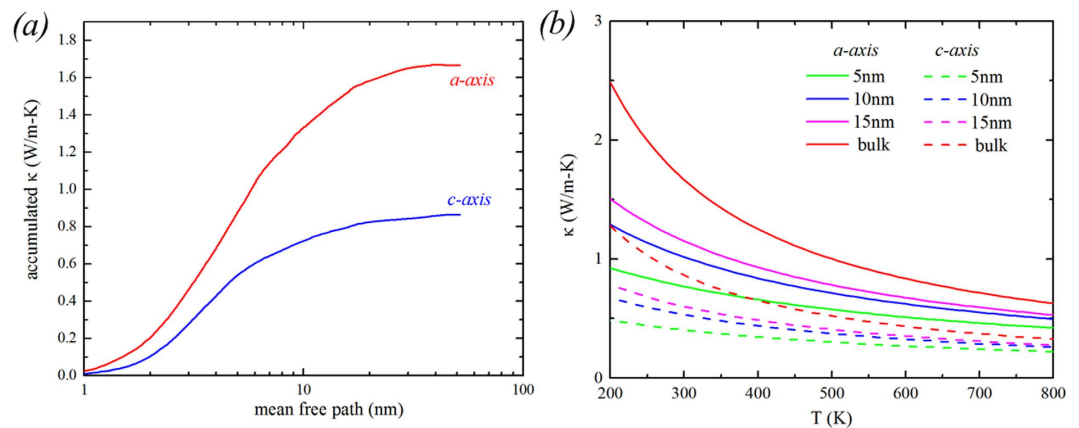 (a)
1.8
1.6
1.4
1.2
1.0
0.8
0.6
0.4
0.2
0.0
accumulated κ (W/m-K)
a-axis
c-axis
1 10 100
mean free path (nm)
(b)
3
2
1
0
κ (W/m-K)
a-axis c-axis
5nm 5nm
10nm 10nm
15nm 15nm
bulk bulk
200 300 400 500 600 700 800
T (K)